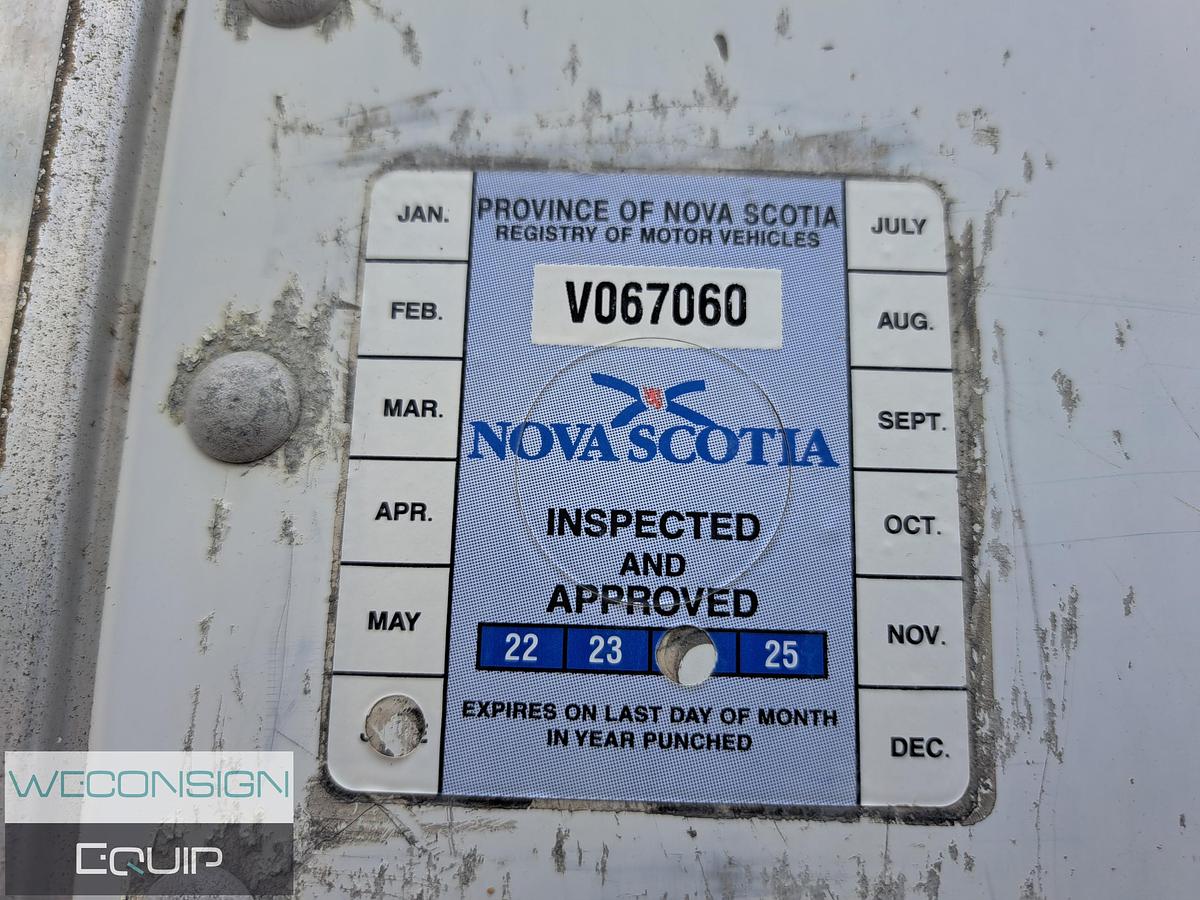 JAN.
FEB.
MAR.
APR.
MAY
PROVINCE OF NOVA SCOTIA
REGISTRY OF MOTOR VEHICLES
V067060
NOVA SCOTIA
INSPECTED
AND
APPROVED
22 23 25
EXPIRES ON LAST DAY OF MONTH
IN YEAR PUNCHED
JULY
AUG.
SEPT.
OCT.
NOV.
DEC.
WECONSIGN
EQUIP